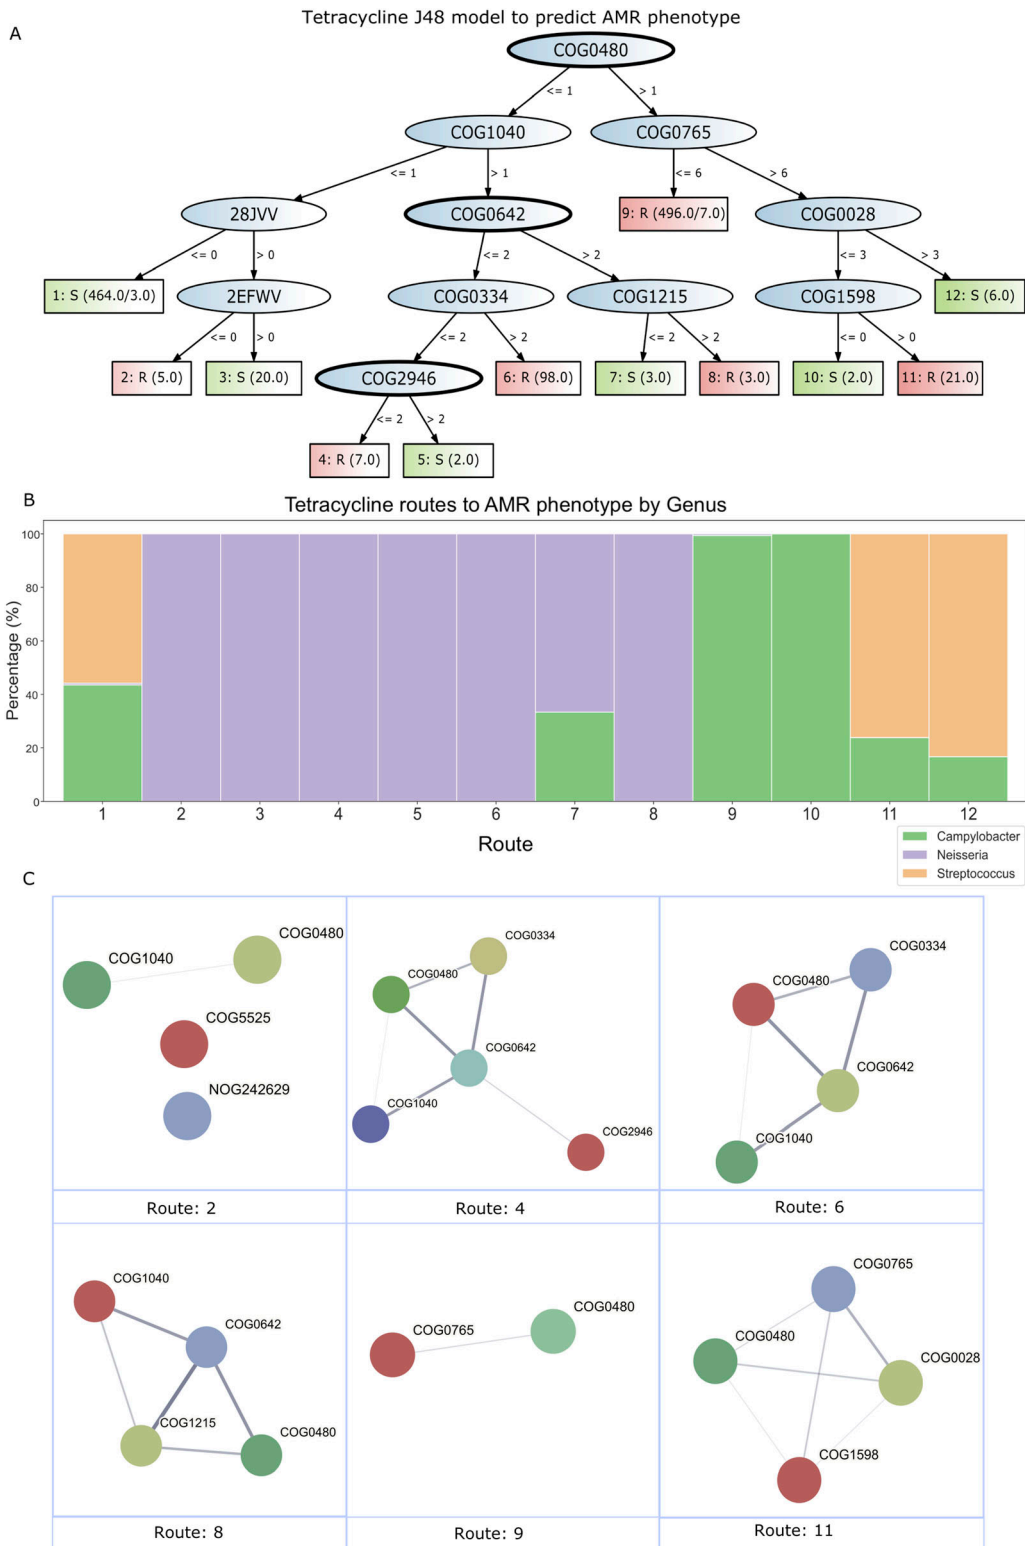 Tetracycline J48 model to predict AMR phenotype
A
COG0480
<= 1
> 1
COG1040
COG0765
<= 1
> 1
<= 6
> 6
28JVV
COG0642
9: R (496.0/7.0)
COG0028
<= 0
> 0
<=2
> 2
<=3
> 3
1: S (464.0/3.0)
2EFWV
COG0334
COG1215
COG1598
12: S (6.0)
<=0
> 0
<= 2
> 2
<= 2
> 2
<=0
> 0
2: R (5.0)
3: S (20.0)
COG2946
6: R (98.0)
7: S (3.0)
8: R (3.0)
10: S (2.0)
11: R (21.0)
<= 2
> 2
4: R (7.0)
5: S (2.0)
B
Tetracycline routes to AMR phenotype by Genus
Percentage (%)
100
80
60
40
20
0
1 2 3 4 5 6 7 8 9 10 11 12
Route
Campylobacter
Neisseria
Streptococcus
C
COG1040
COG0480
COG5525
NOG242629
Route: 2
COG0334
COG0480
COG0642
COG1040
COG2946
Route: 4
COG0334
COG0480
COG0642
COG1040
Route: 6
COG1040
COG0642
COG1215
COG0480
Route: 8
COG0480
COG0765
Route: 9
COG0765
COG0480
COG0028
COG1598
Route: 11